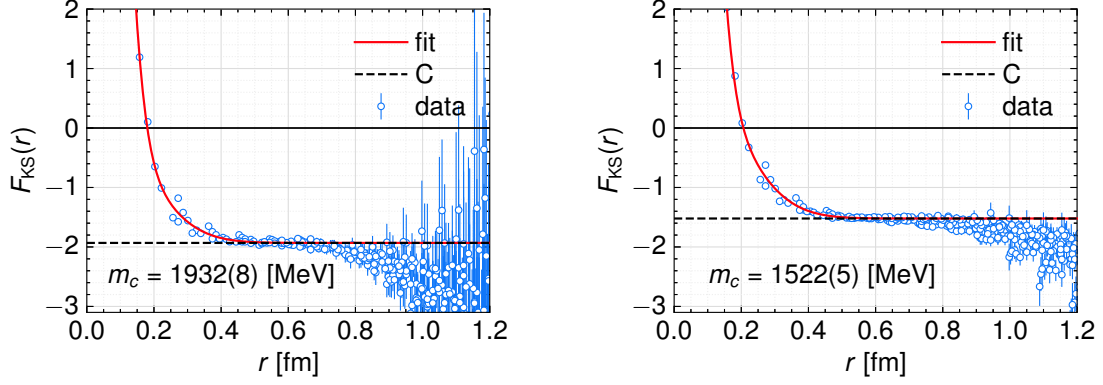 2
1
0
−1
−2
−3
F_KS(r)
fit
C
data
m_c = 1932(8) [MeV]
0.0 0.2 0.4 0.6 0.8 1.0 1.2
r [fm]
2
1
0
−1
−2
−3
F_KS(r)
fit
C
data
m_c = 1522(5) [MeV]
0.0 0.2 0.4 0.6 0.8 1.0 1.2
r [fm]